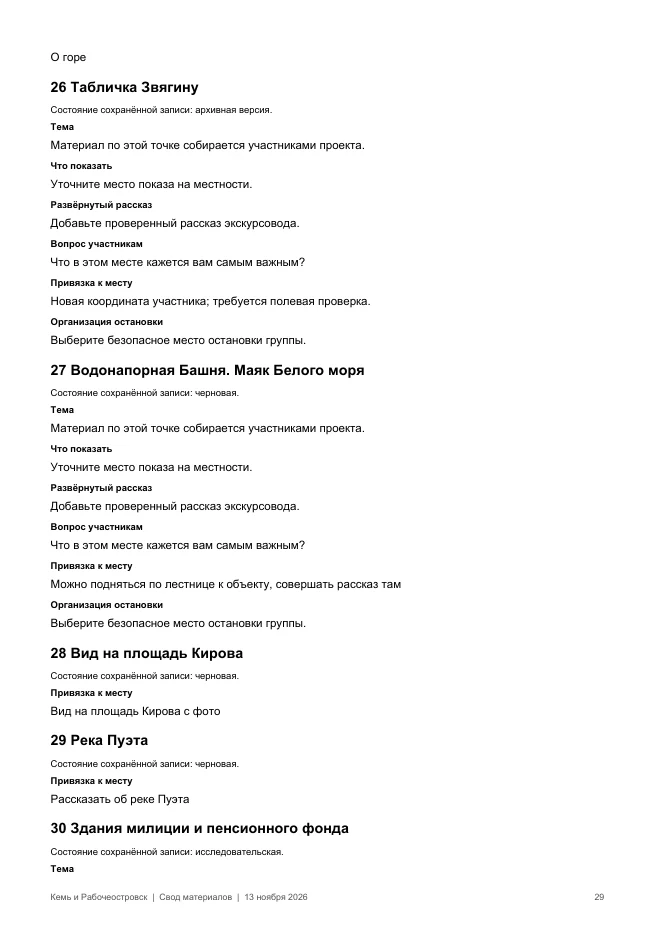 О горе
26 Табличка Звягину
Состояние сохранённой записи: архивная версия.
Тема
Материал по этой точке собирается участниками проекта.
Что показать
Уточните место показа на местности.
Развёрнутый рассказ
Добавьте проверенный рассказ экскурсовода.
Вопрос участникам
Что в этом месте кажется вам самым важным?
Привязка к месту
Новая координата участника; требуется полевая проверка.
Организация остановки
Выберите безопасное место остановки группы.
27 Водонапорная Башня. Маяк Белого моря
Состояние сохранённой записи: черновая.
Тема
Материал по этой точке собирается участниками проекта.
Что показать
Уточните место показа на местности.
Развёрнутый рассказ
Добавьте проверенный рассказ экскурсовода.
Вопрос участникам
Что в этом месте кажется вам самым важным?
Привязка к месту
Можно подняться по лестнице к объекту, совершать рассказ там
Организация остановки
Выберите безопасное место остановки группы.
28 Вид на площадь Кирова
Состояние сохранённой записи: черновая.
Привязка к месту
Вид на площадь Кирова с фото
29 Река Пуэта
Состояние сохранённой записи: черновая.
Привязка к месту
Рассказать об реке Пуэта
30 Здания милиции и пенсионного фонда
Состояние сохранённой записи: исследовательская.
Тема
Кемь и Рабочеостровск | Свод материалов | 13 ноября 2026 29